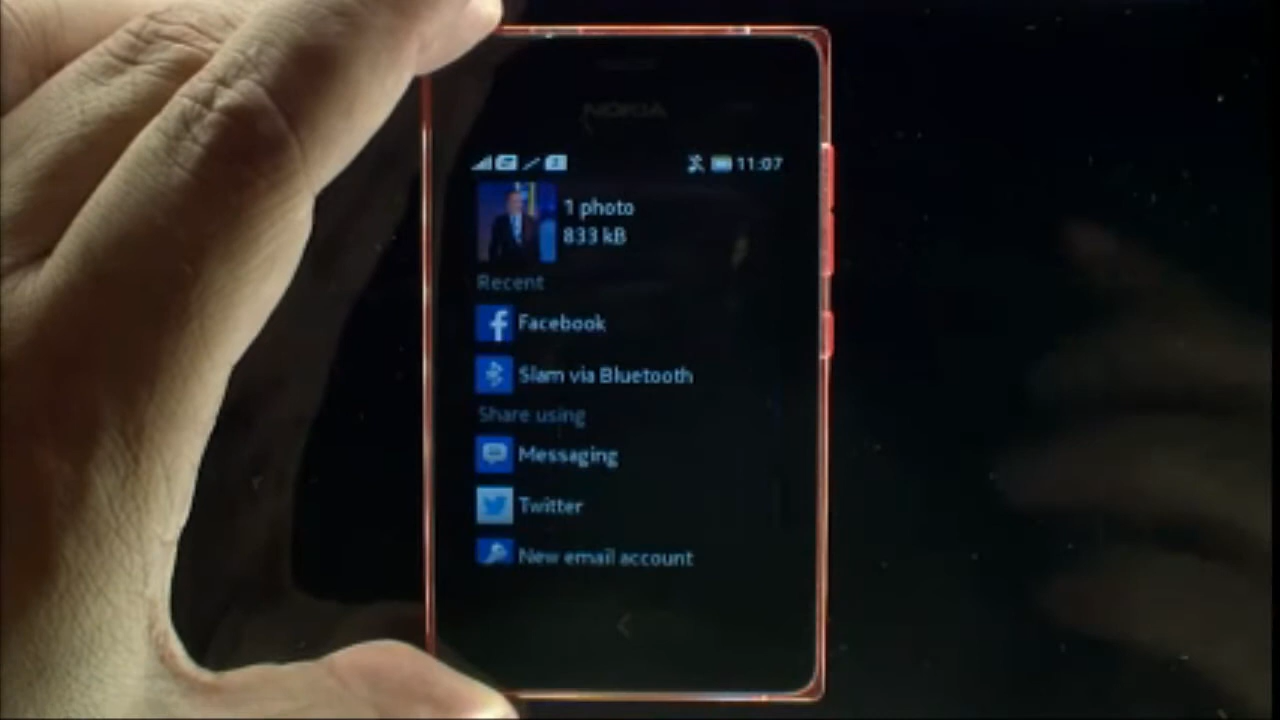 NOKIA
11:07
1 photo
833 kB
Recent
Facebook
Slam via Bluetooth
Share using
Messaging
Twitter
New email account